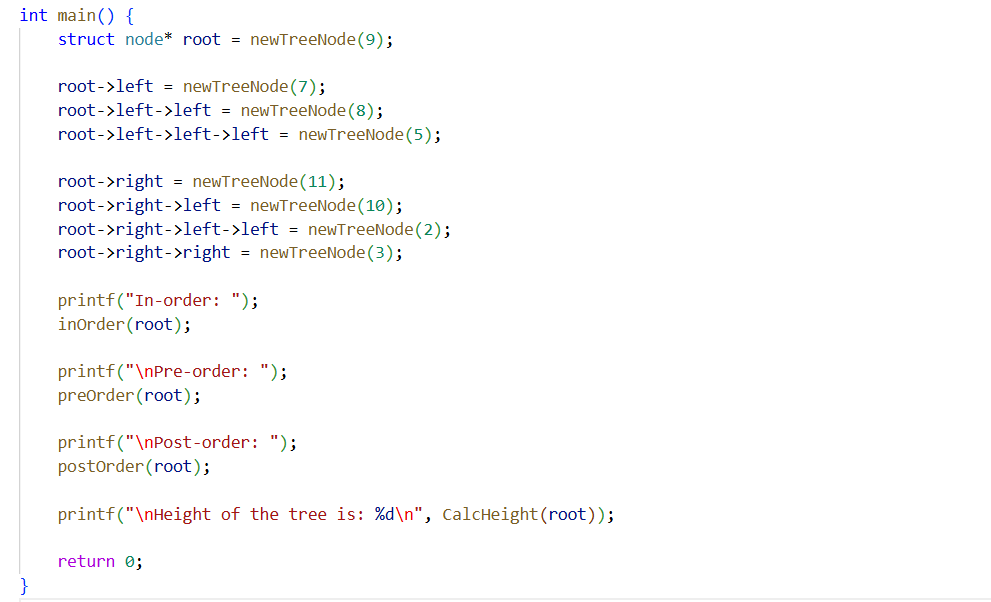 int main() {
    struct node* root = newTreeNode(9);

    root->left = newTreeNode(7);
    root->left->left = newTreeNode(8);
    root->left->left->left = newTreeNode(5);

    root->right = newTreeNode(11);
    root->right->left = newTreeNode(10);
    root->right->left->left = newTreeNode(2);
    root->right->right = newTreeNode(3);

    printf("In-order: ");
    inOrder(root);

    printf("\nPre-order: ");
    preOrder(root);

    printf("\nPost-order: ");
    postOrder(root);

    printf("\nHeight of the tree is: %d\n", CalcHeight(root));

    return 0;
}